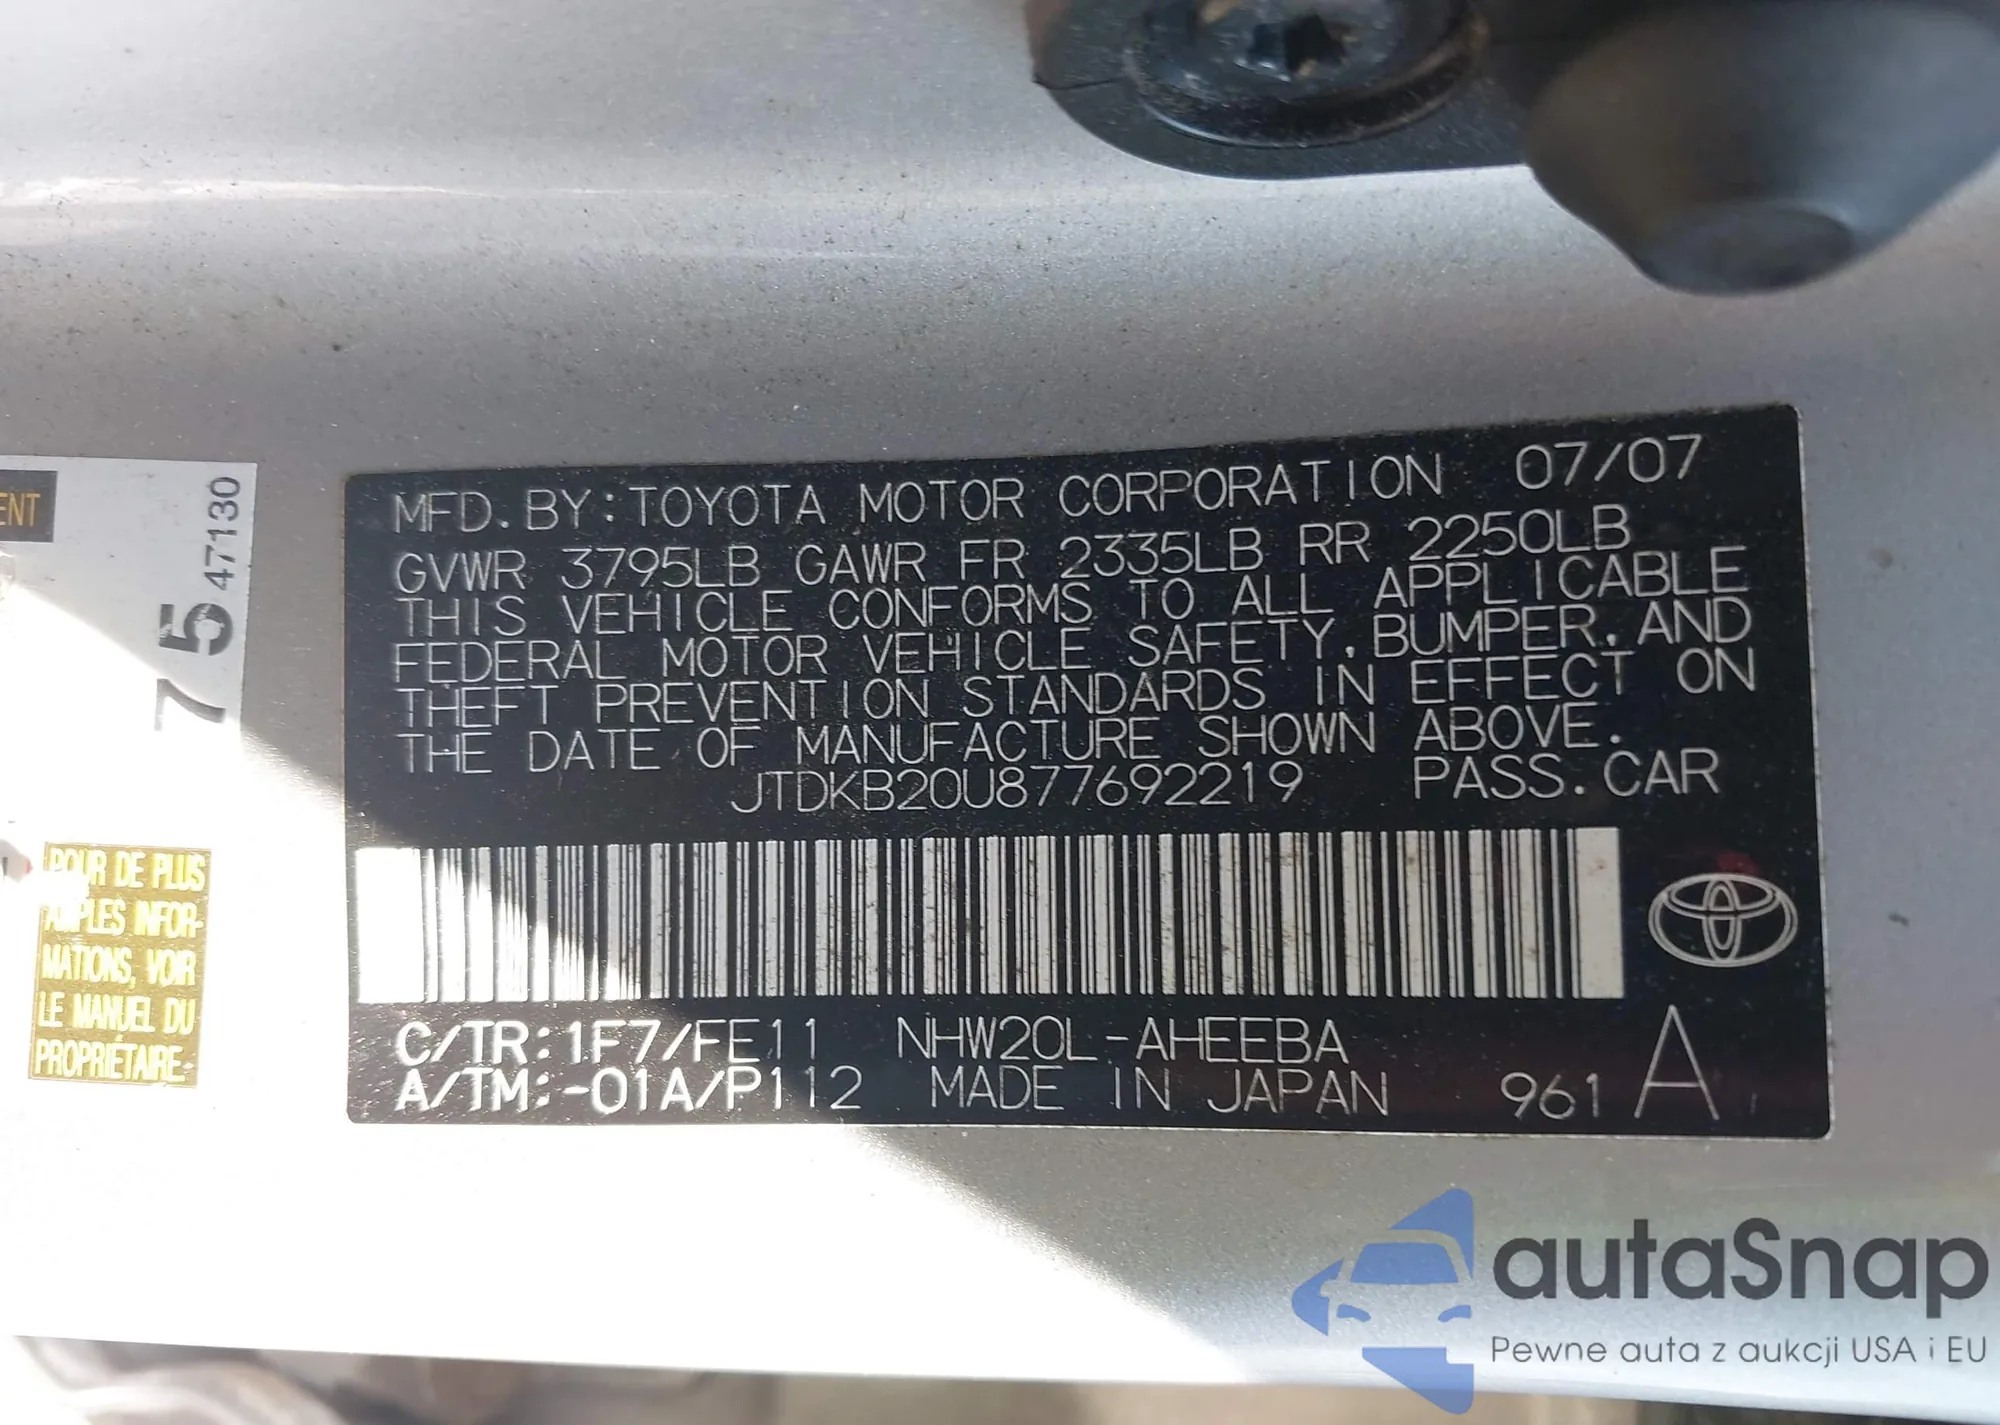 MFD. BY: TOYOTA MOTOR CORPORATION 07/07
GVWR 3795LB GAWR FR 2335LB RR 2250LB
THIS VEHICLE CONFORMS TO ALL APPLICABLE
FEDERAL MOTOR VEHICLE SAFETY, BUMPER, AND
THEFT PREVENTION STANDARDS IN EFFECT ON
THE DATE OF MANUFACTURE SHOWN ABOVE.
JTDKB20U877692219 PASS. CAR
C/TR: 1F7/FE11 NHW20L-AHEEBA
A/TM: -01A/P112 MADE IN JAPAN 961 A
ENT
7 5 47130
POUR DE PLUS
AMPLES INFOR-
MATIONS, VOIR
LE MANUEL DU
PROPRIÉTAIRE.
autaSnap
Pewne auta z aukcji USA i EU